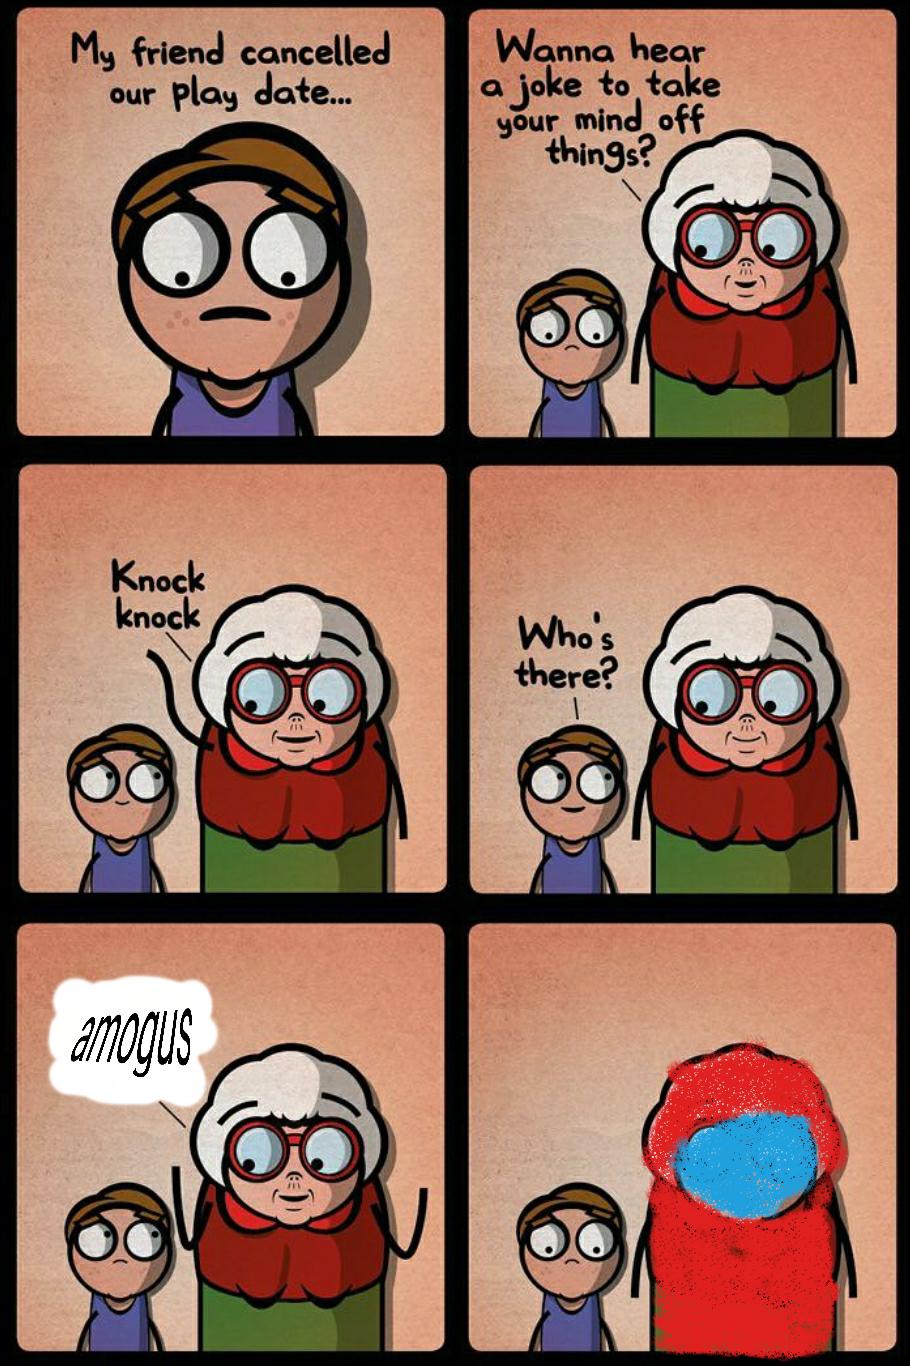 My friend cancelled
our play date...
Wanna hear
a joke to take
your mind off
things?
Knock
knock
Who's
there?
amogus